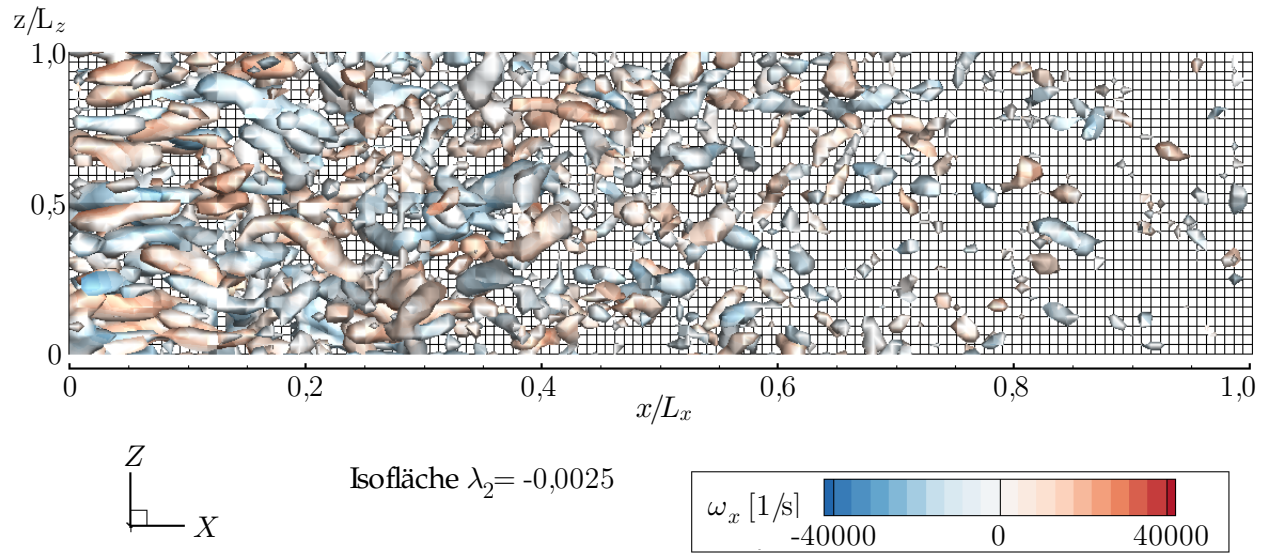 z/L_z
1,0
0,5
0
0 0,2 0,4 0,6 0,8 1,0
x/L_x
Z
X
Isofläche λ_2= -0,0025
ω_x [1/s]
-40000 0 40000